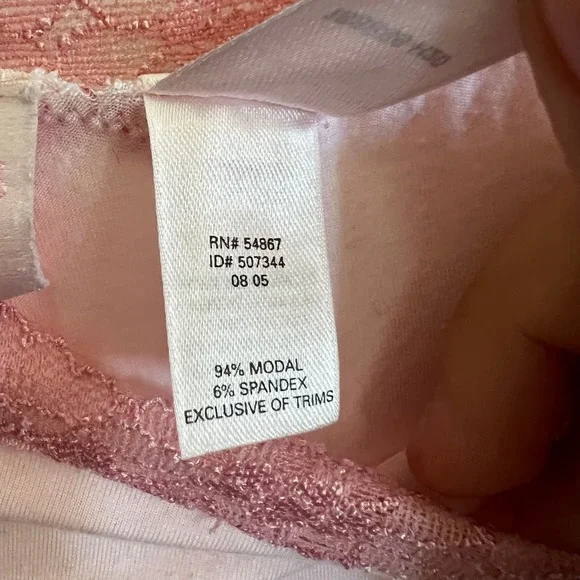 RN# 54867
ID# 507344
08 05
94% MODAL
6% SPANDEX
EXCLUSIVE OF TRIMS